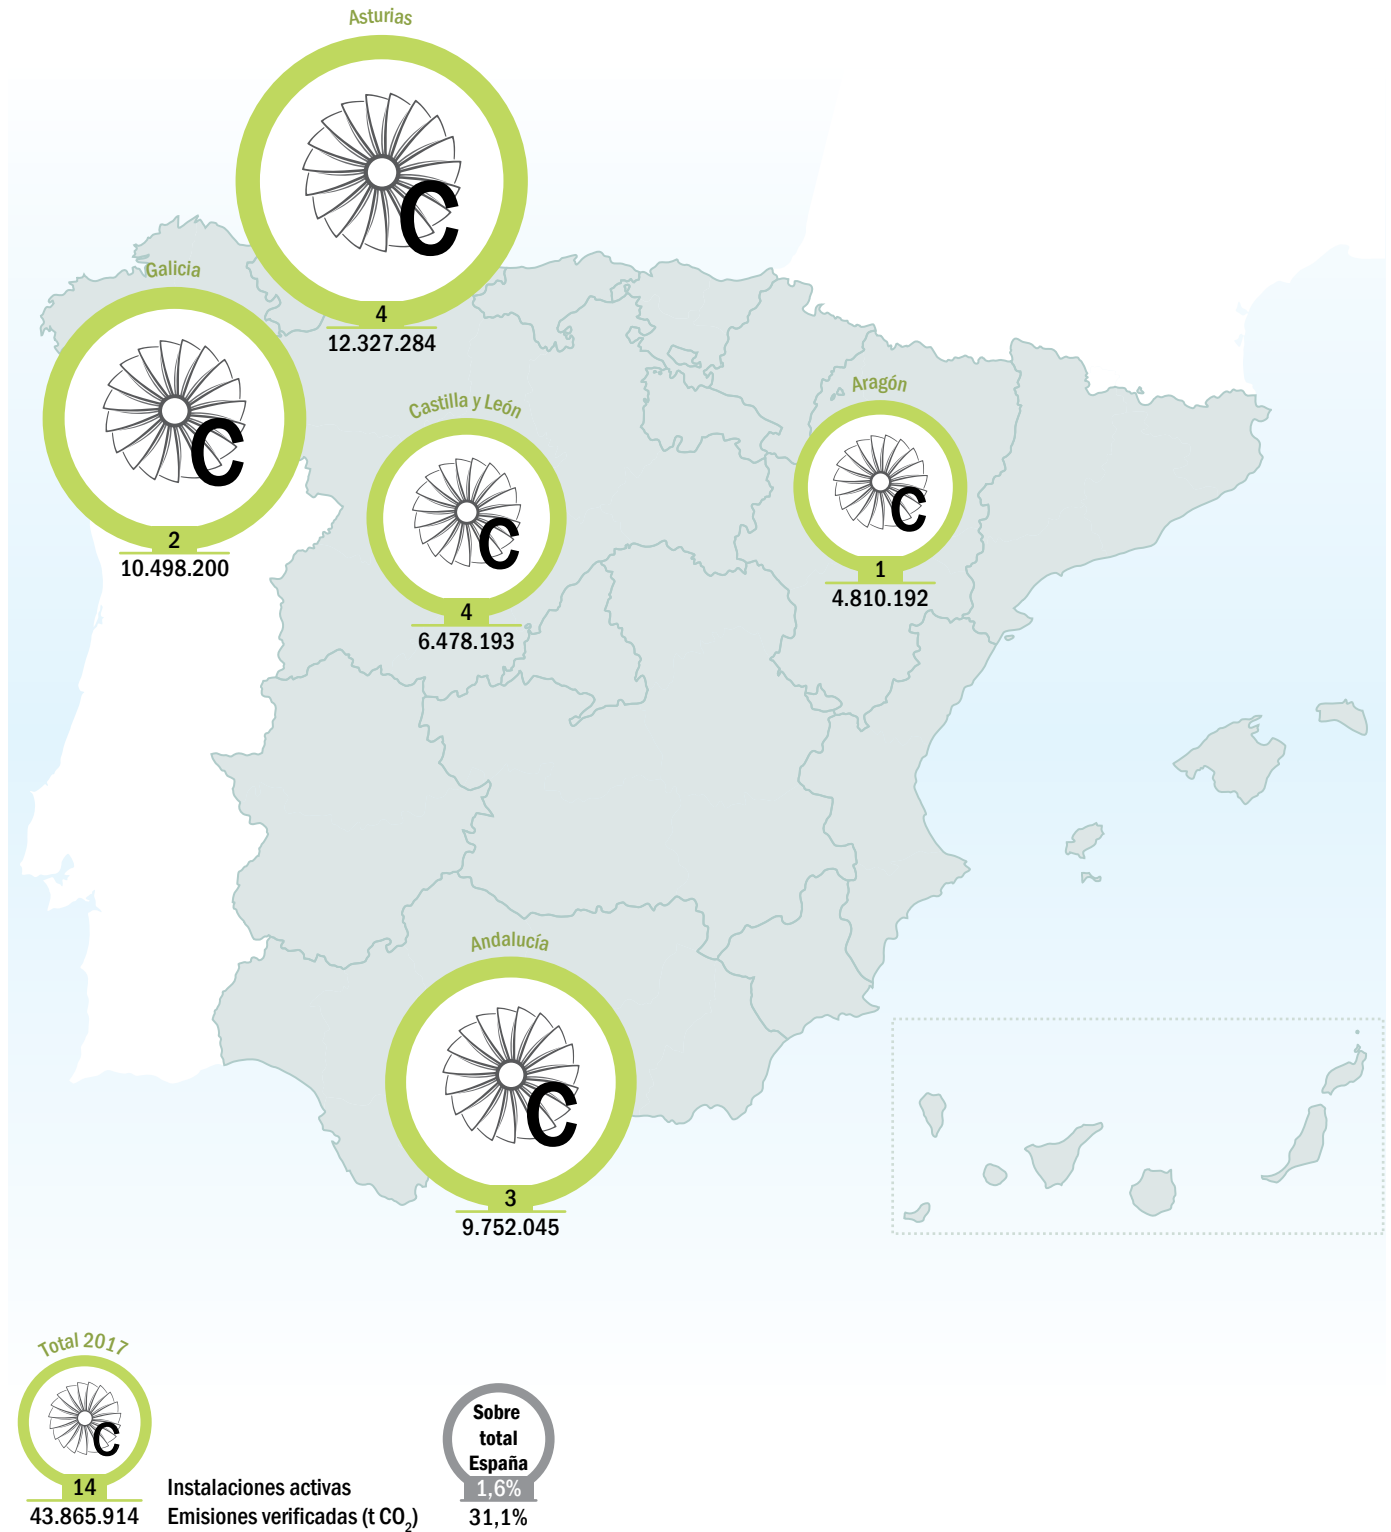 Asturias
C
4
12.327.284
Galicia
C
2
10.498.200
Castilla y León
C
4
6.478.193
Aragón
C
1
4.810.192
Andalucía
C
3
9.752.045
Total 2017
C
14
43.865.914
Instalaciones activas
Emisiones verificadas (t CO₂)
Sobre
total
España
1,6%
31,1%